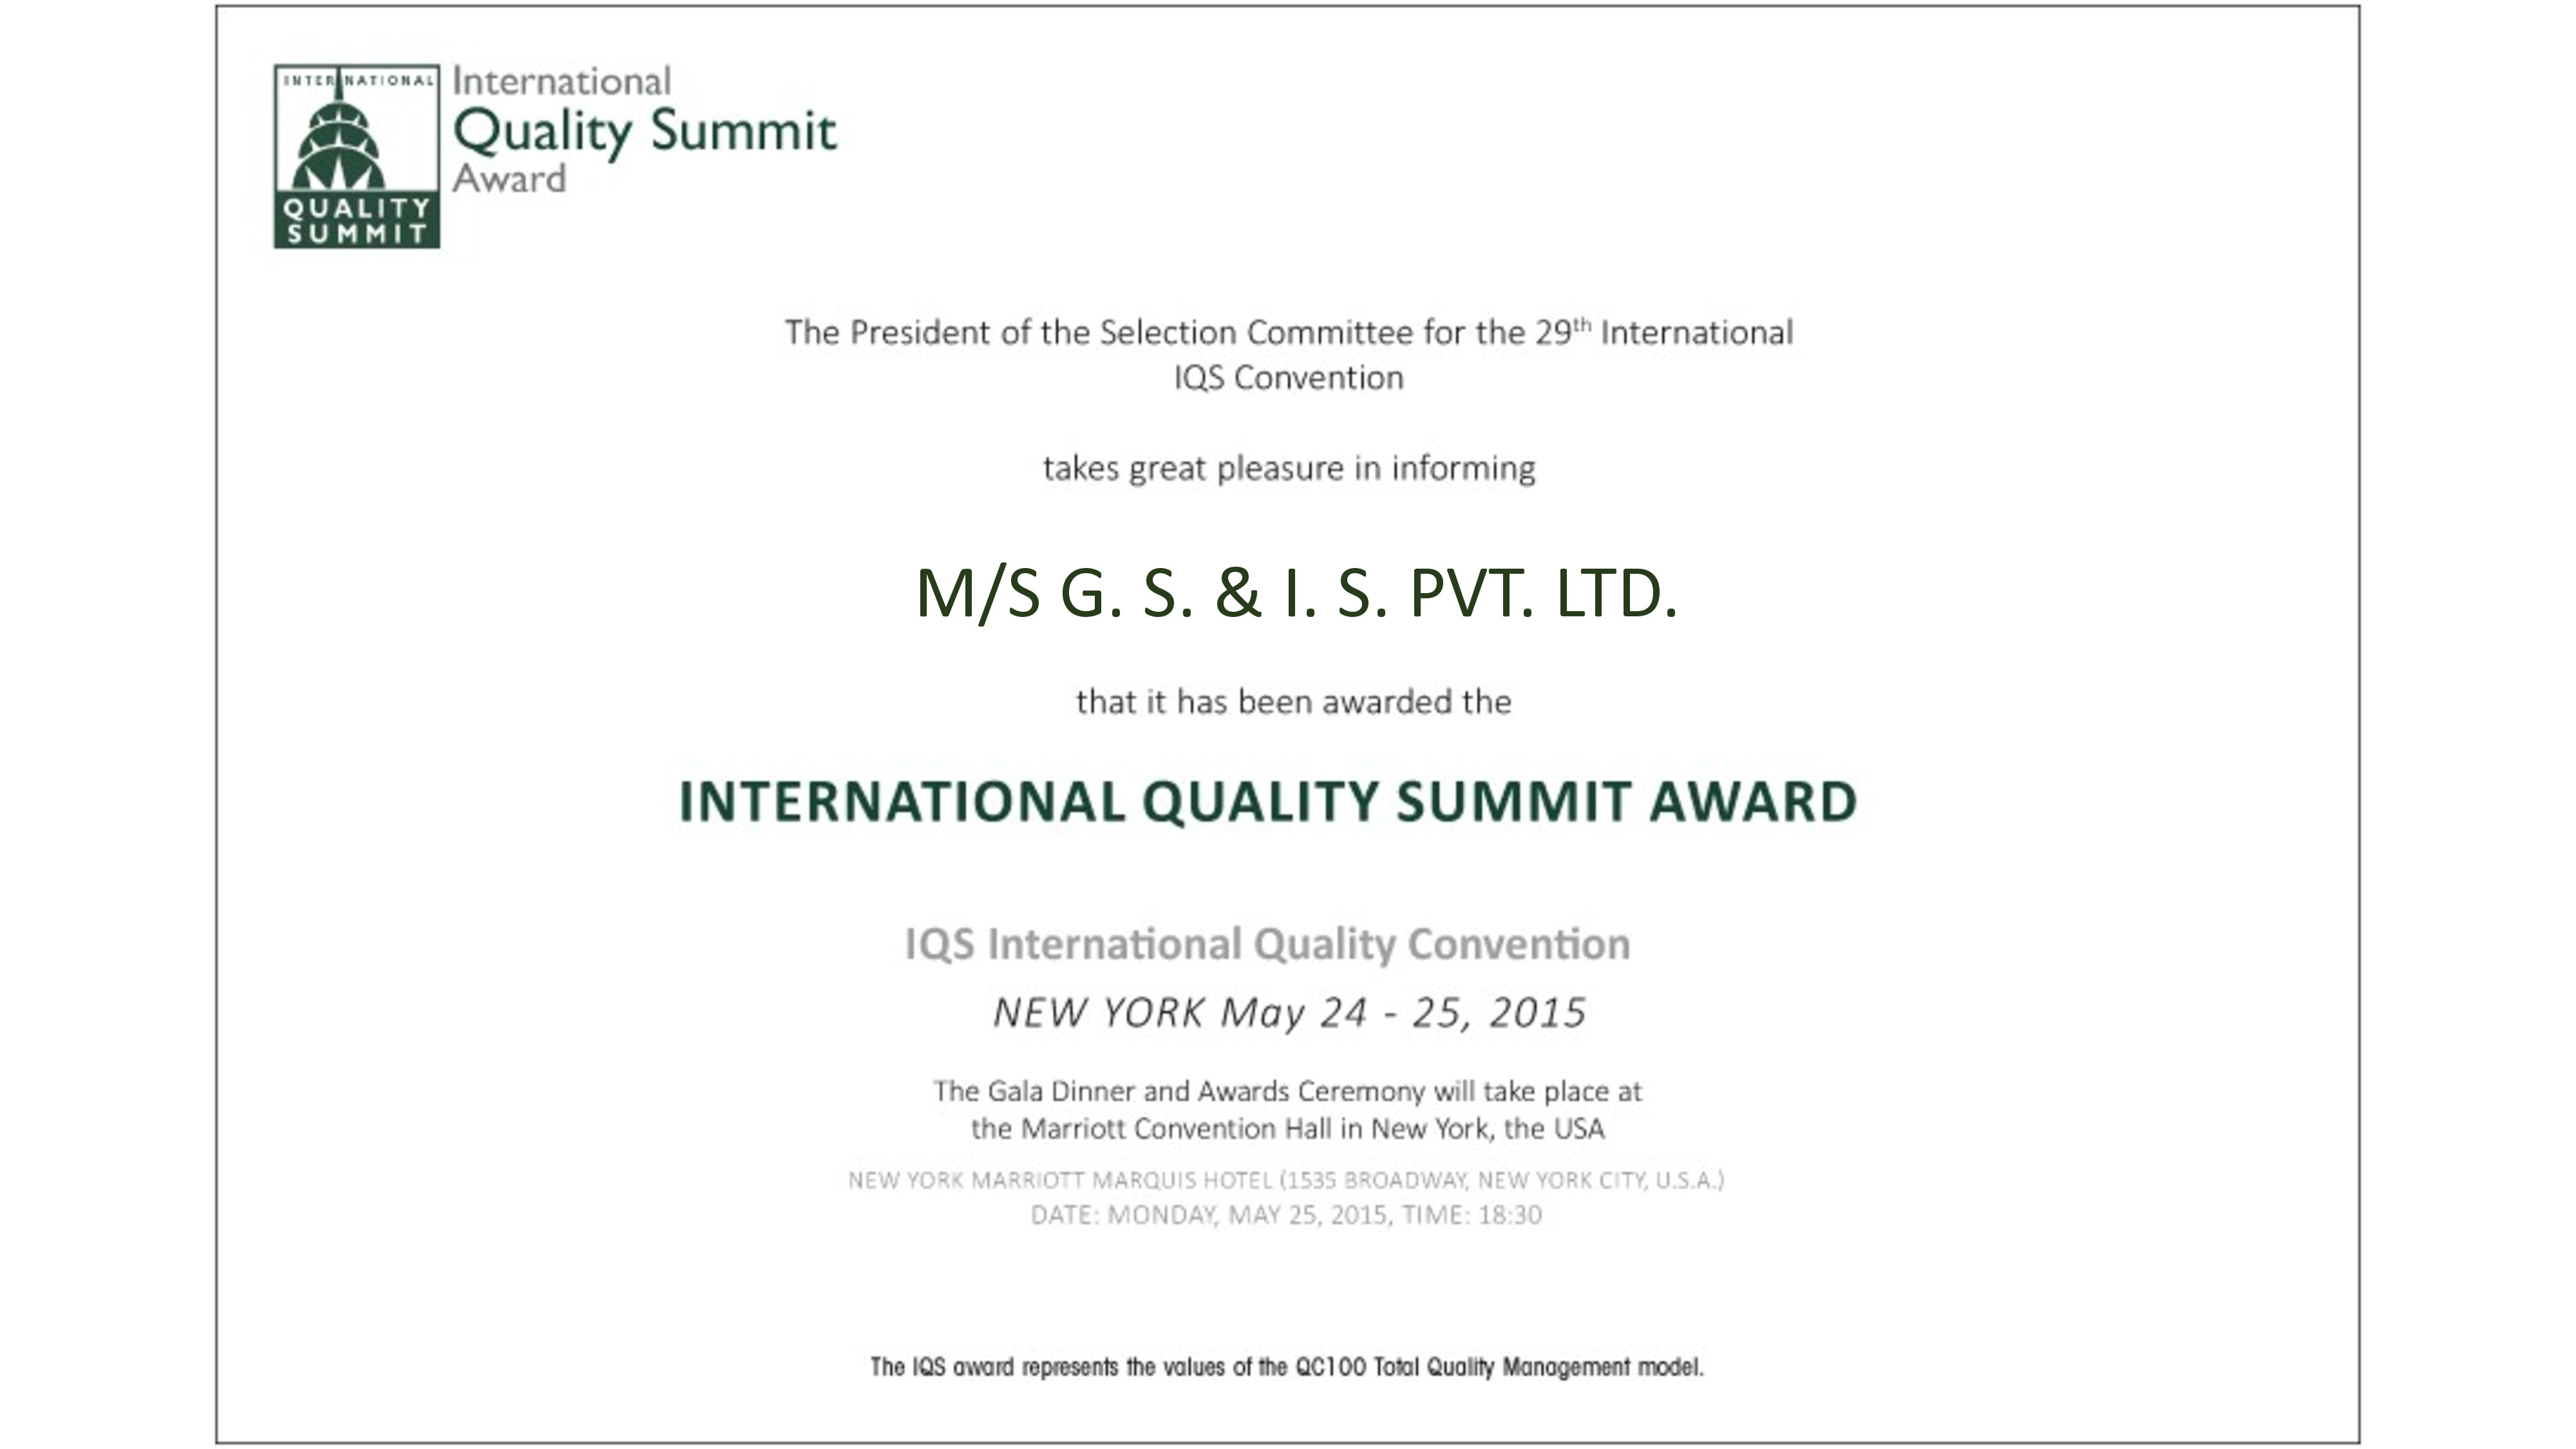 INTERNATIONAL
QUALITY
SUMMIT
International
Quality Summit
Award
The President of the Selection Committee for the 29th International
IQS Convention
takes great pleasure in informing
M/S G. S. & I. S. PVT. LTD.
that it has been awarded the
INTERNATIONAL QUALITY SUMMIT AWARD
IQS International Quality Convention
NEW YORK May 24 - 25, 2015
The Gala Dinner and Awards Ceremony will take place at
the Marriott Convention Hall in New York, the USA
NEW YORK MARRIOTT MARQUIS HOTEL (1535 BROADWAY, NEW YORK CITY, U.S.A.)
DATE: MONDAY, MAY 25, 2015, TIME: 18:30
The IQS award represents the values of the QC100 Total Quality Management model.